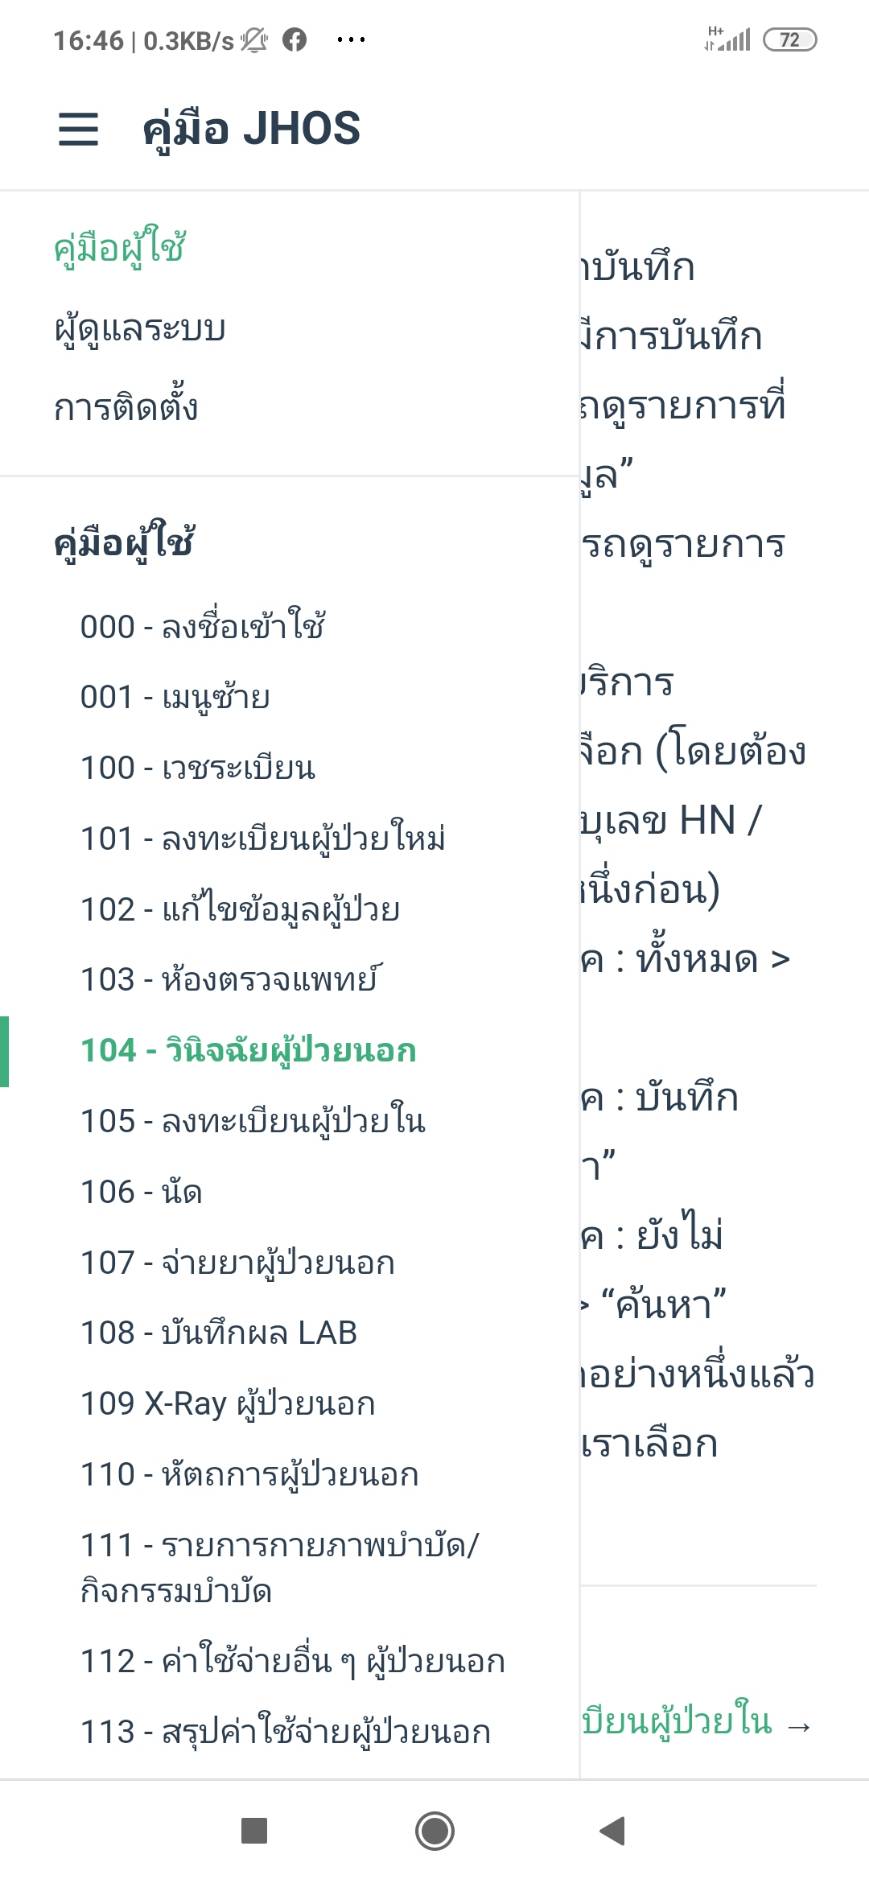 16:46 | 0.3KB/s
H+
72
คู่มือ JHOS
คู่มือผู้ใช้
ผู้ดูแลระบบ
การติดตั้ง
คู่มือผู้ใช้
000 - ลงชื่อเข้าใช้
001 - เมนูซ้าย
100 - เวชระเบียน
101 - ลงทะเบียนผู้ป่วยใหม่
102 - แก้ไขข้อมูลผู้ป่วย
103 - ห้องตรวจแพทย์
104 - วินิจฉัยผู้ป่วยนอก
105 - ลงทะเบียนผู้ป่วยใน
106 - นัด
107 - จ่ายยาผู้ป่วยนอก
108 - บันทึกผล LAB
109 X-Ray ผู้ป่วยนอก
110 - หัตถการผู้ป่วยนอก
111 - รายการกายภาพบำบัด/
กิจกรรมบำบัด
112 - ค่าใช้จ่ายอื่น ๆ ผู้ป่วยนอก
113 - สรุปค่าใช้จ่ายผู้ป่วยนอก
บันทึก
มีการบันทึก
ถดูรายการที่
มูล”
รถดูรายการ
บริการ
ลือก (โดยต้อง
บุเลข HN /
หนึ่งก่อน)
ค : ทั้งหมด >
ค : บันทึก
า”
ค : ยังไม่
> “ค้นหา”
อย่างหนึ่งแล้ว
เราเลือก
บียนผู้ป่วยใน →